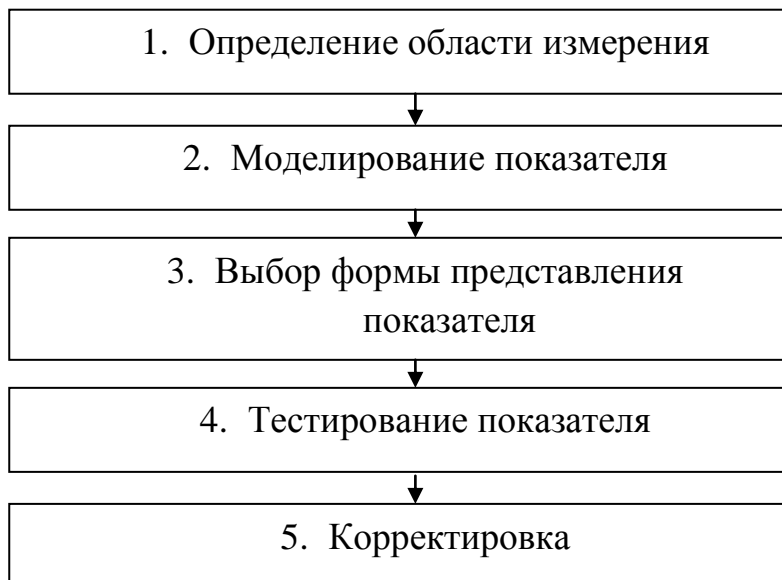 1. Определение области измерения
2. Моделирование показателя
3. Выбор формы представления
показателя
4. Тестирование показателя
5. Корректировка